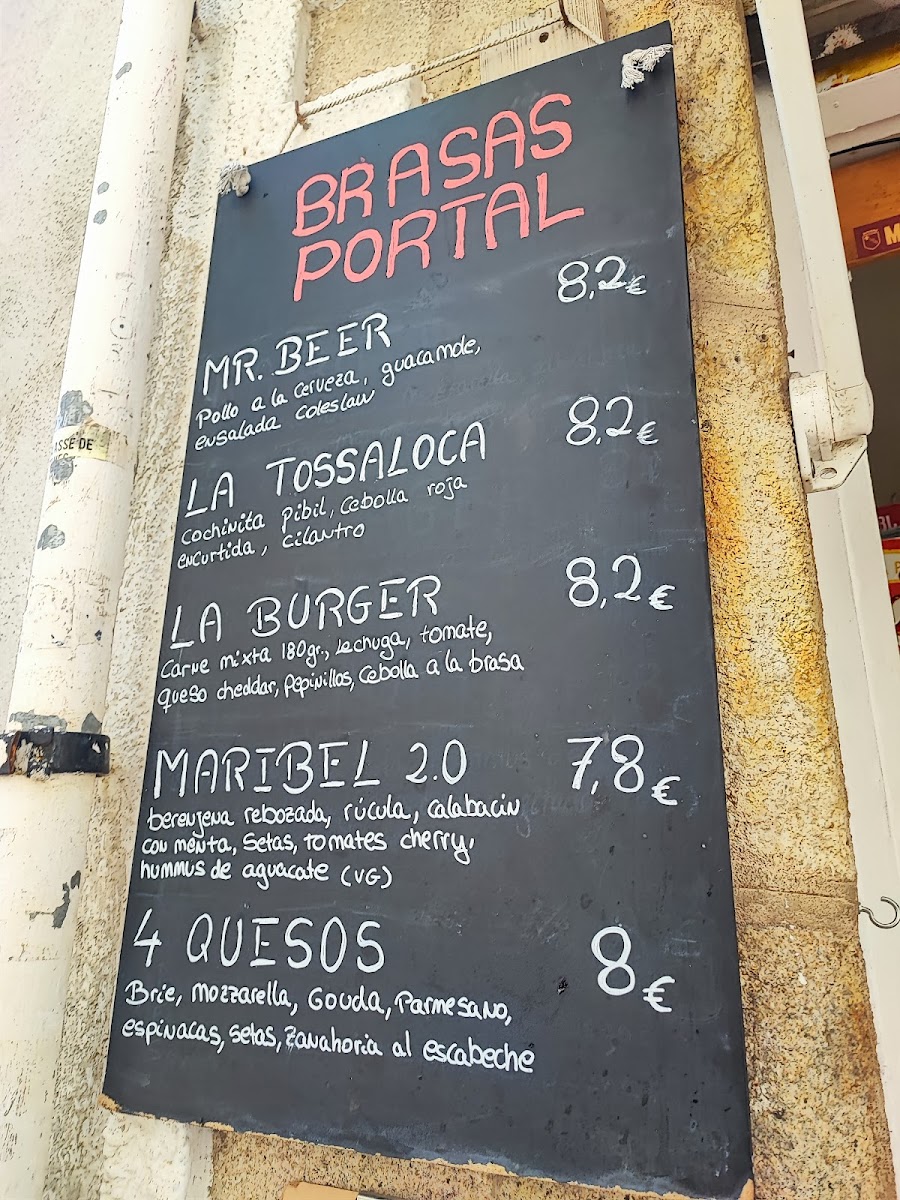 BRASAS
PORTAL
MR. BEER 8,2€
Pollo a la cerveza, guacamole,
ensalada coleslaw
LA TOSSALOCA 8,2€
Cochinita pibil, Cebolla roja
encurtida, cilantro
LA BURGER 8,2€
Carne mixta 180gr., Lechuga, tomate,
queso cheddar, pepinillos, Cebolla a la brasa
MARIBEL 2.0 7,8€
berenjena rebozada, rúcula, calabacín
con menta, setas, tomates cherry,
hummus de aguacate (VG)
4 QUESOS 8€
Brie, mozzarella, Gouda, Parmesano,
espinacas, setas, zanahoria al escabeche